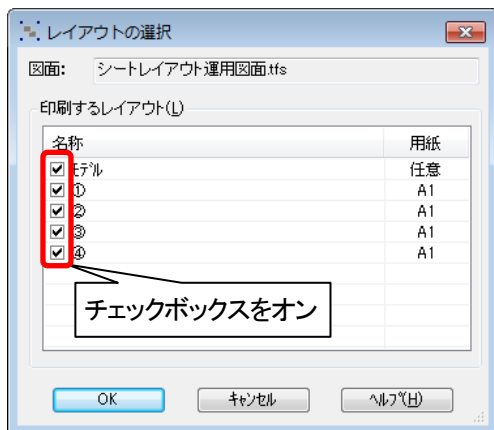 レイアウトの選択
図面: シートレイアウト運用図面.tfs
印刷するレイアウト(L)
名称 用紙
モデル 任意
① A1
② A1
③ A1
④ A1
チェックボックスをオン
OK キャンセル ヘルプ(H)